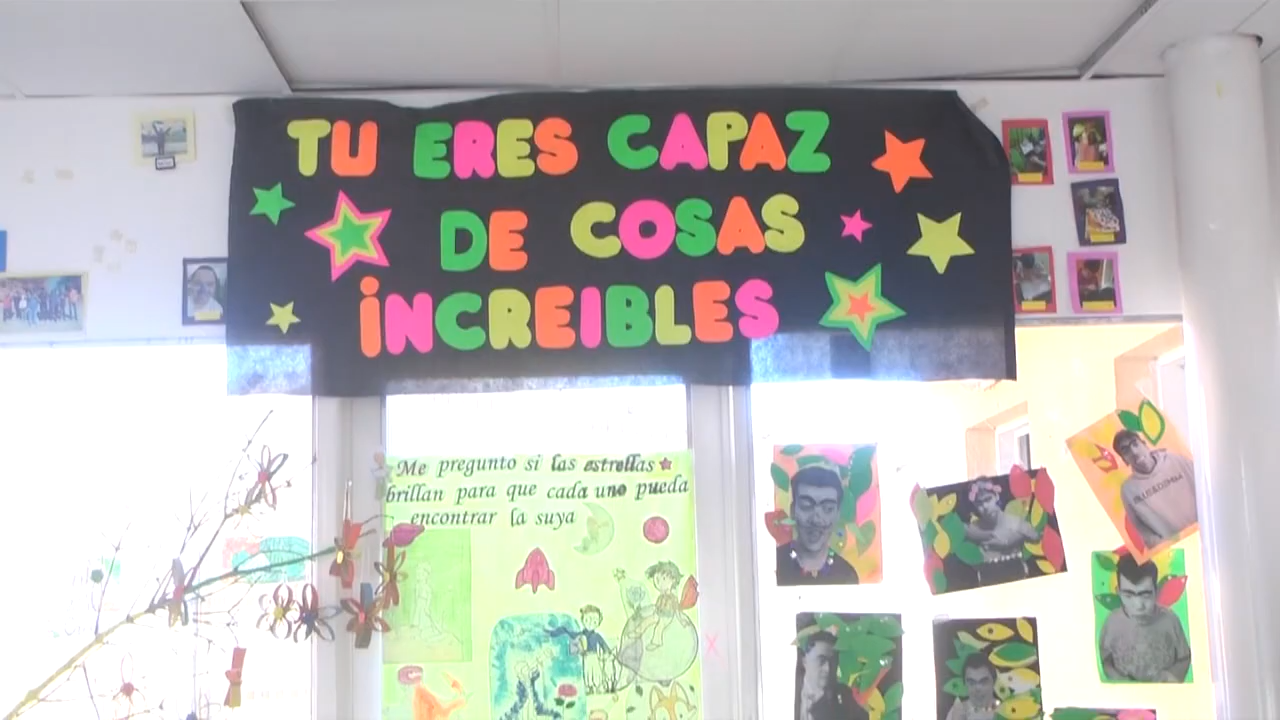 TU ERES CAPAZ
DE COSAS
İNCREIBLES
Me pregunto si las estrellas
brillan para que cada uno pueda
encontrar la suya